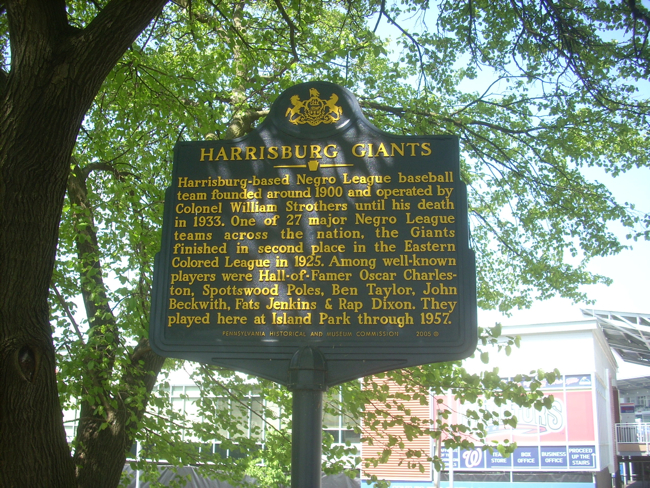 HARRISBURG GIANTS
Harrisburg-based Negro League baseball
team founded around 1900 and operated by
Colonel William Strothers until his death
in 1933. One of 27 major Negro League
teams across the nation, the Giants
finished in second place in the Eastern
Colored League in 1925. Among well-known
players were Hall-of-Famer Oscar Charles-
ton, Spottswood Poles, Ben Taylor, John
Beckwith, Fats Jenkins & Rap Dixon. They
played here at Island Park through 1957.
PENNSYLVANIA HISTORICAL AND MUSEUM COMMISSION 2005 ©
W TEAM STORE BOX OFFICE BUSINESS OFFICE PROCEED UP THE STAIRS